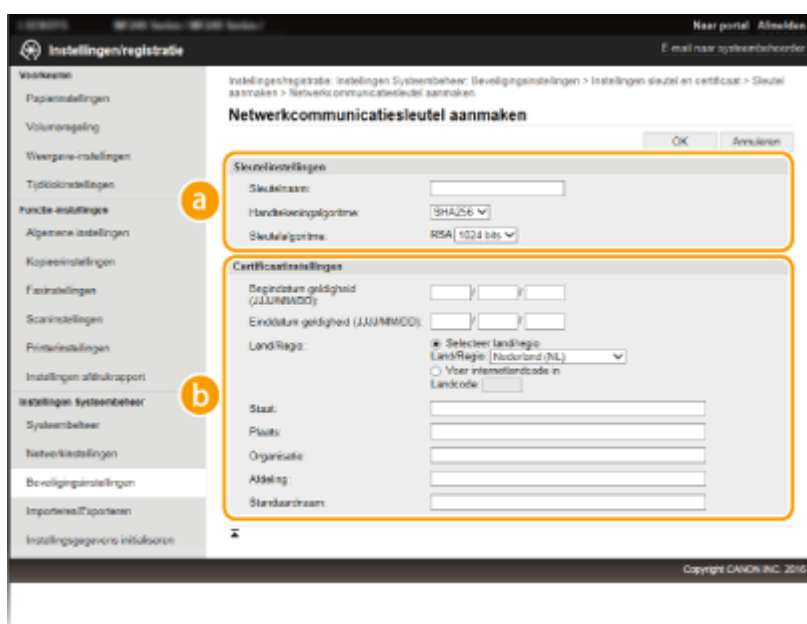 Naar portal Afmelden
Instellingen/registratie
E-mail naar systeembeheerder
Voorkeuren
Papierinstellingen
Volumeregeling
Weergave-instellingen
Tijdklokinstellingen
Functie-instellingen
Algemene instellingen
Kopieerinstellingen
Faxinstellingen
Scaninstellingen
Printerinstellingen
Instellingen afdrukrapport
Instellingen Systeembeheer
Systeembeheer
Netwerkinstellingen
Beveiligingsinstellingen
Importeren/Exporteren
Instellingsgegevens initialiseren
Instellingen/registratie: Instellingen Systeembeheer: Beveiligingsinstellingen > Instellingen sleutel en certificaat > Sleutel
aanmaken > Netwerkcommunicatiesleutel aanmaken
Netwerkcommunicatiesleutel aanmaken
OK Annuleren
a
Sleutelinstellingen
Sleutelnaam:
Handtekeningalgoritme: SHA256
Sleutelalgoritme: RSA 1024 bits
b
Certificaatinstellingen
Begindatum geldigheid
(JJJJ/MM/DD): / /
Einddatum geldigheid (JJJJ/MM/DD): / /
Land/Regio: Selecteer land/regio
Land/Regio: Nederland (NL)
Voer internetlandcode in
Landcode:
Staat:
Plaats:
Organisatie:
Afdeling:
Standaardnaam:
Copyright CANON INC. 2016